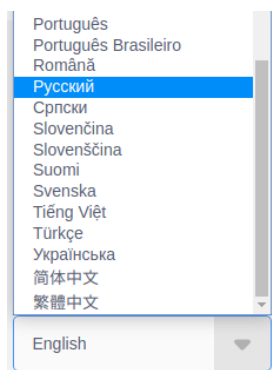 Português
Português Brasileiro
Română
Русский
Српски
Slovenčina
Slovenščina
Suomi
Svenska
Tiếng Việt
Türkçe
Українська
简体中文
繁體中文
English